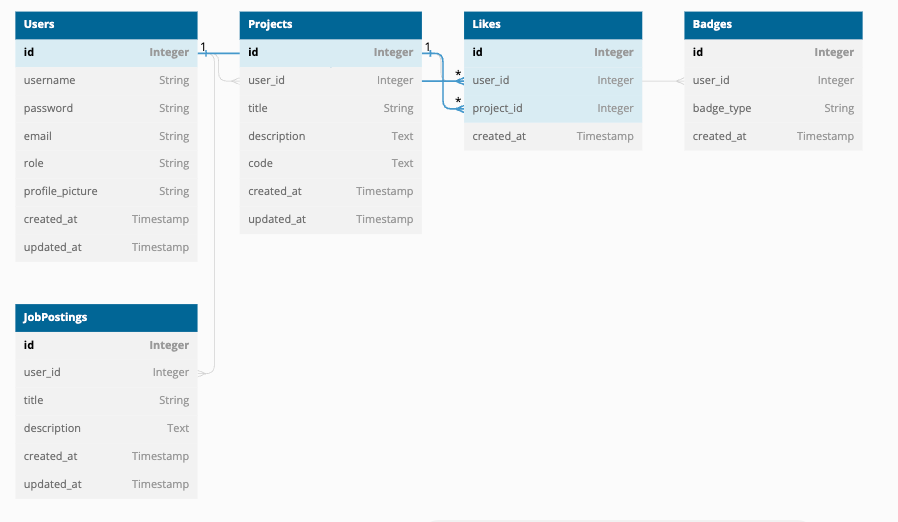 Users
id Integer
username String
password String
email String
role String
profile_picture String
created_at Timestamp
updated_at Timestamp
1
Projects
id Integer
user_id Integer
title String
description Text
code Text
created_at Timestamp
updated_at Timestamp
1
*
*
Likes
id Integer
user_id Integer
project_id Integer
created_at Timestamp
Badges
id Integer
user_id Integer
badge_type String
created_at Timestamp
JobPostings
id Integer
user_id Integer
title String
description Text
created_at Timestamp
updated_at Timestamp